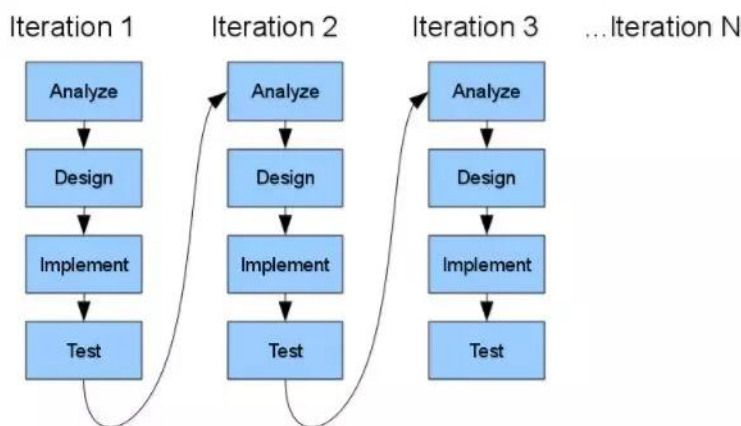 Iteration 1 Iteration 2 Iteration 3 ...Iteration N
Analyze Analyze Analyze
Design Design Design
Implement Implement Implement
Test Test Test